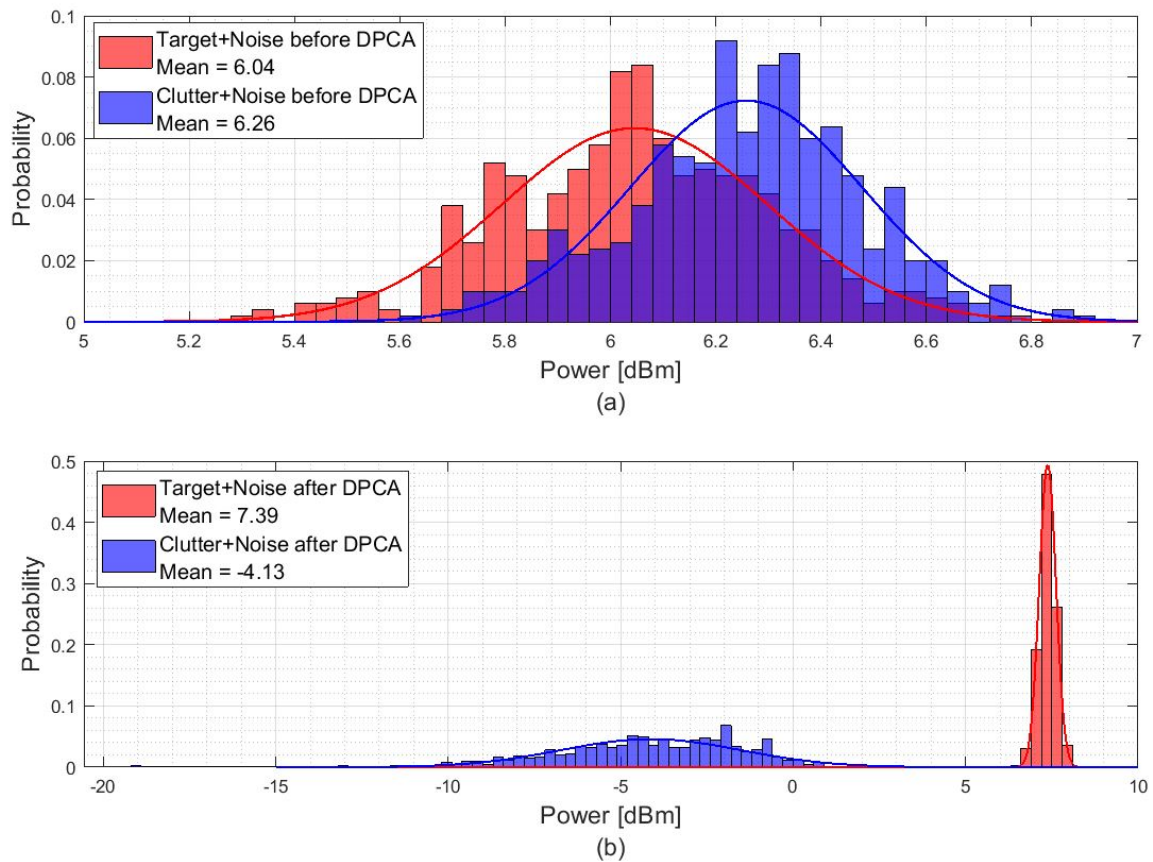 0.1
0.08
0.06
0.04
0.02
0
Probability
Target+Noise before DPCA
Mean = 6.04
Clutter+Noise before DPCA
Mean = 6.26
5 5.2 5.4 5.6 5.8 6 6.2 6.4 6.6 6.8 7
Power [dBm]
(a)
0.5
0.4
0.3
0.2
0.1
0
Probability
Target+Noise after DPCA
Mean = 7.39
Clutter+Noise after DPCA
Mean = -4.13
-20 -15 -10 -5 0 5 10
Power [dBm]
(b)